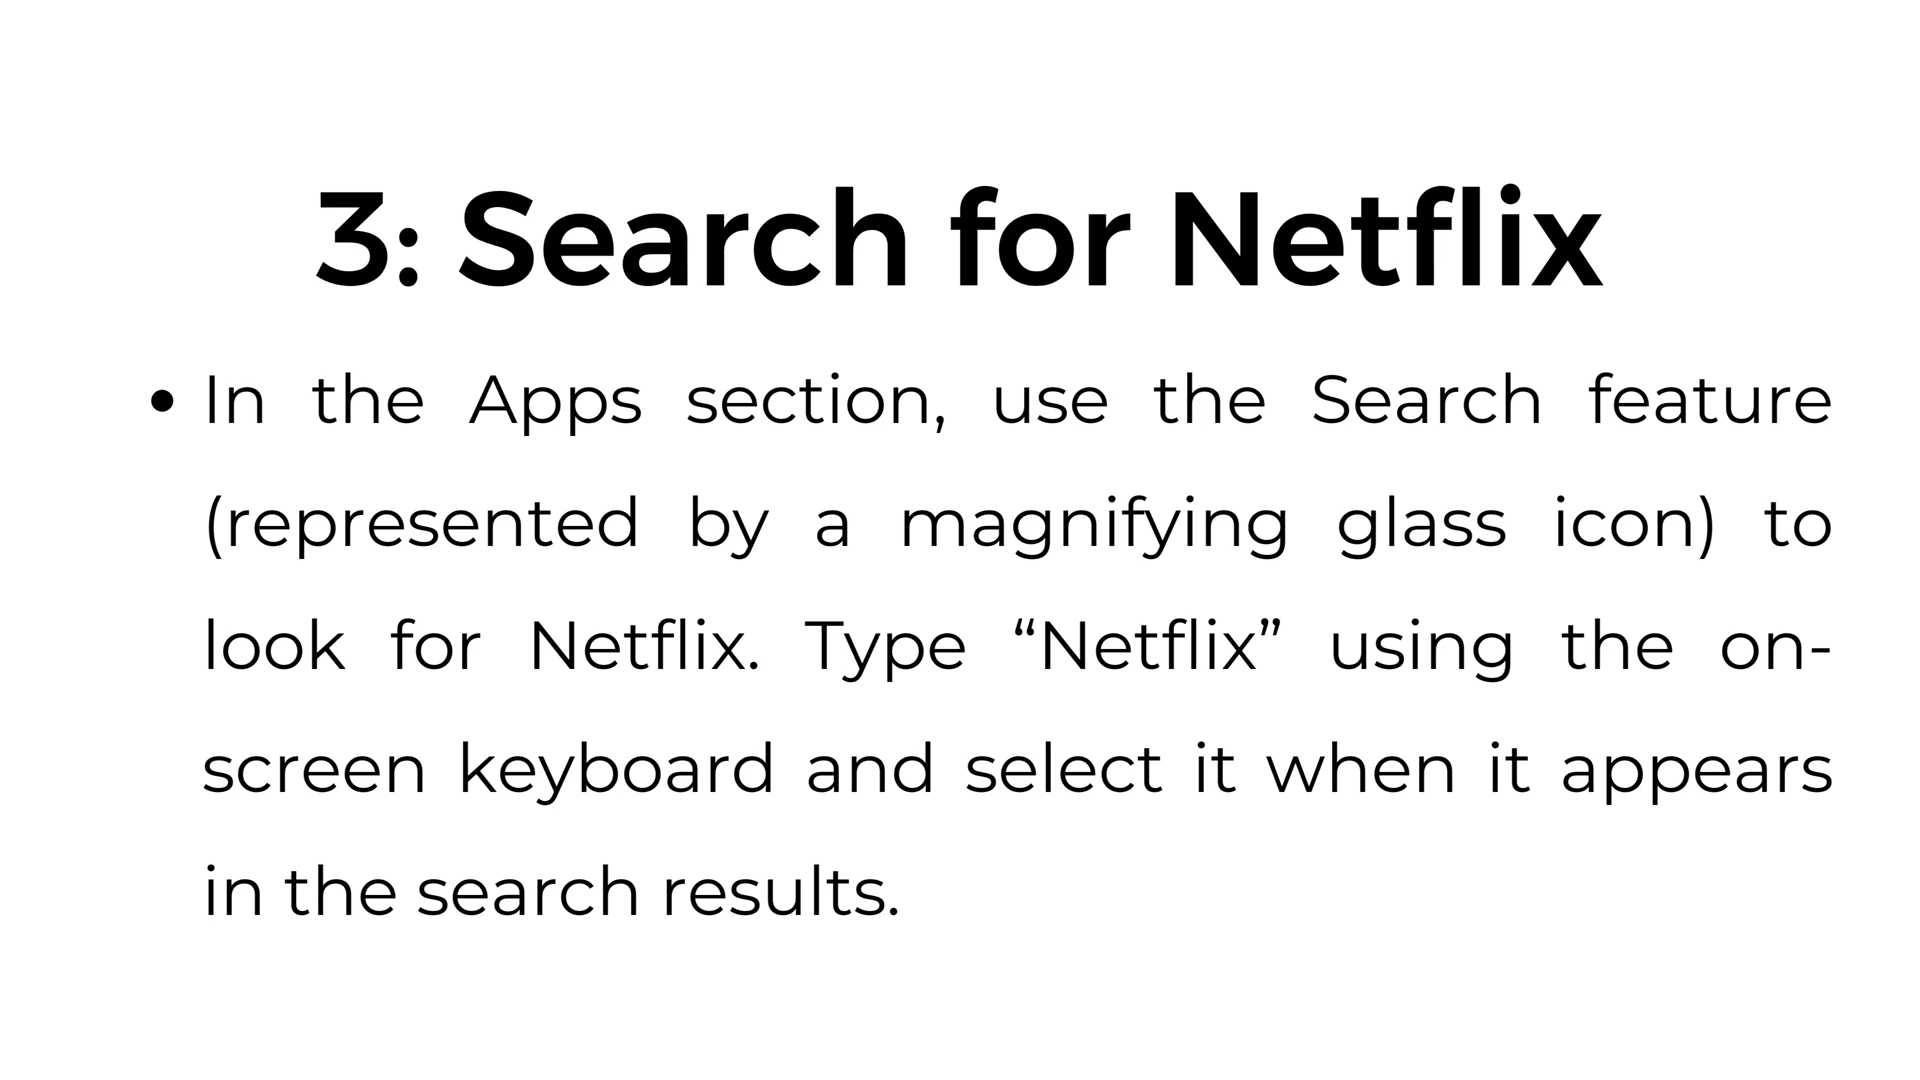 3: Search for Netflix
• In the Apps section, use the Search feature
(represented by a magnifying glass icon) to
look for Netflix. Type “Netflix” using the on-
screen keyboard and select it when it appears
in the search results.